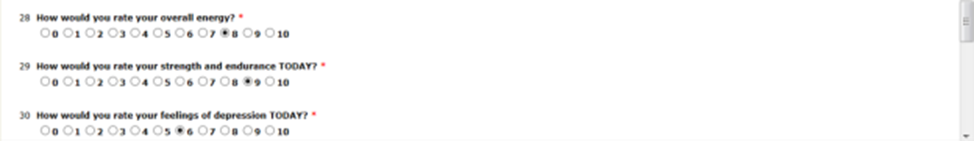 28 How would you rate your overall energy? *
0 1 2 3 4 5 6 7 8 9 10
29 How would you rate your strength and endurance TODAY? *
0 1 2 3 4 5 6 7 8 9 10
30 How would you rate your feelings of depression TODAY? *
0 1 2 3 4 5 6 7 8 9 10